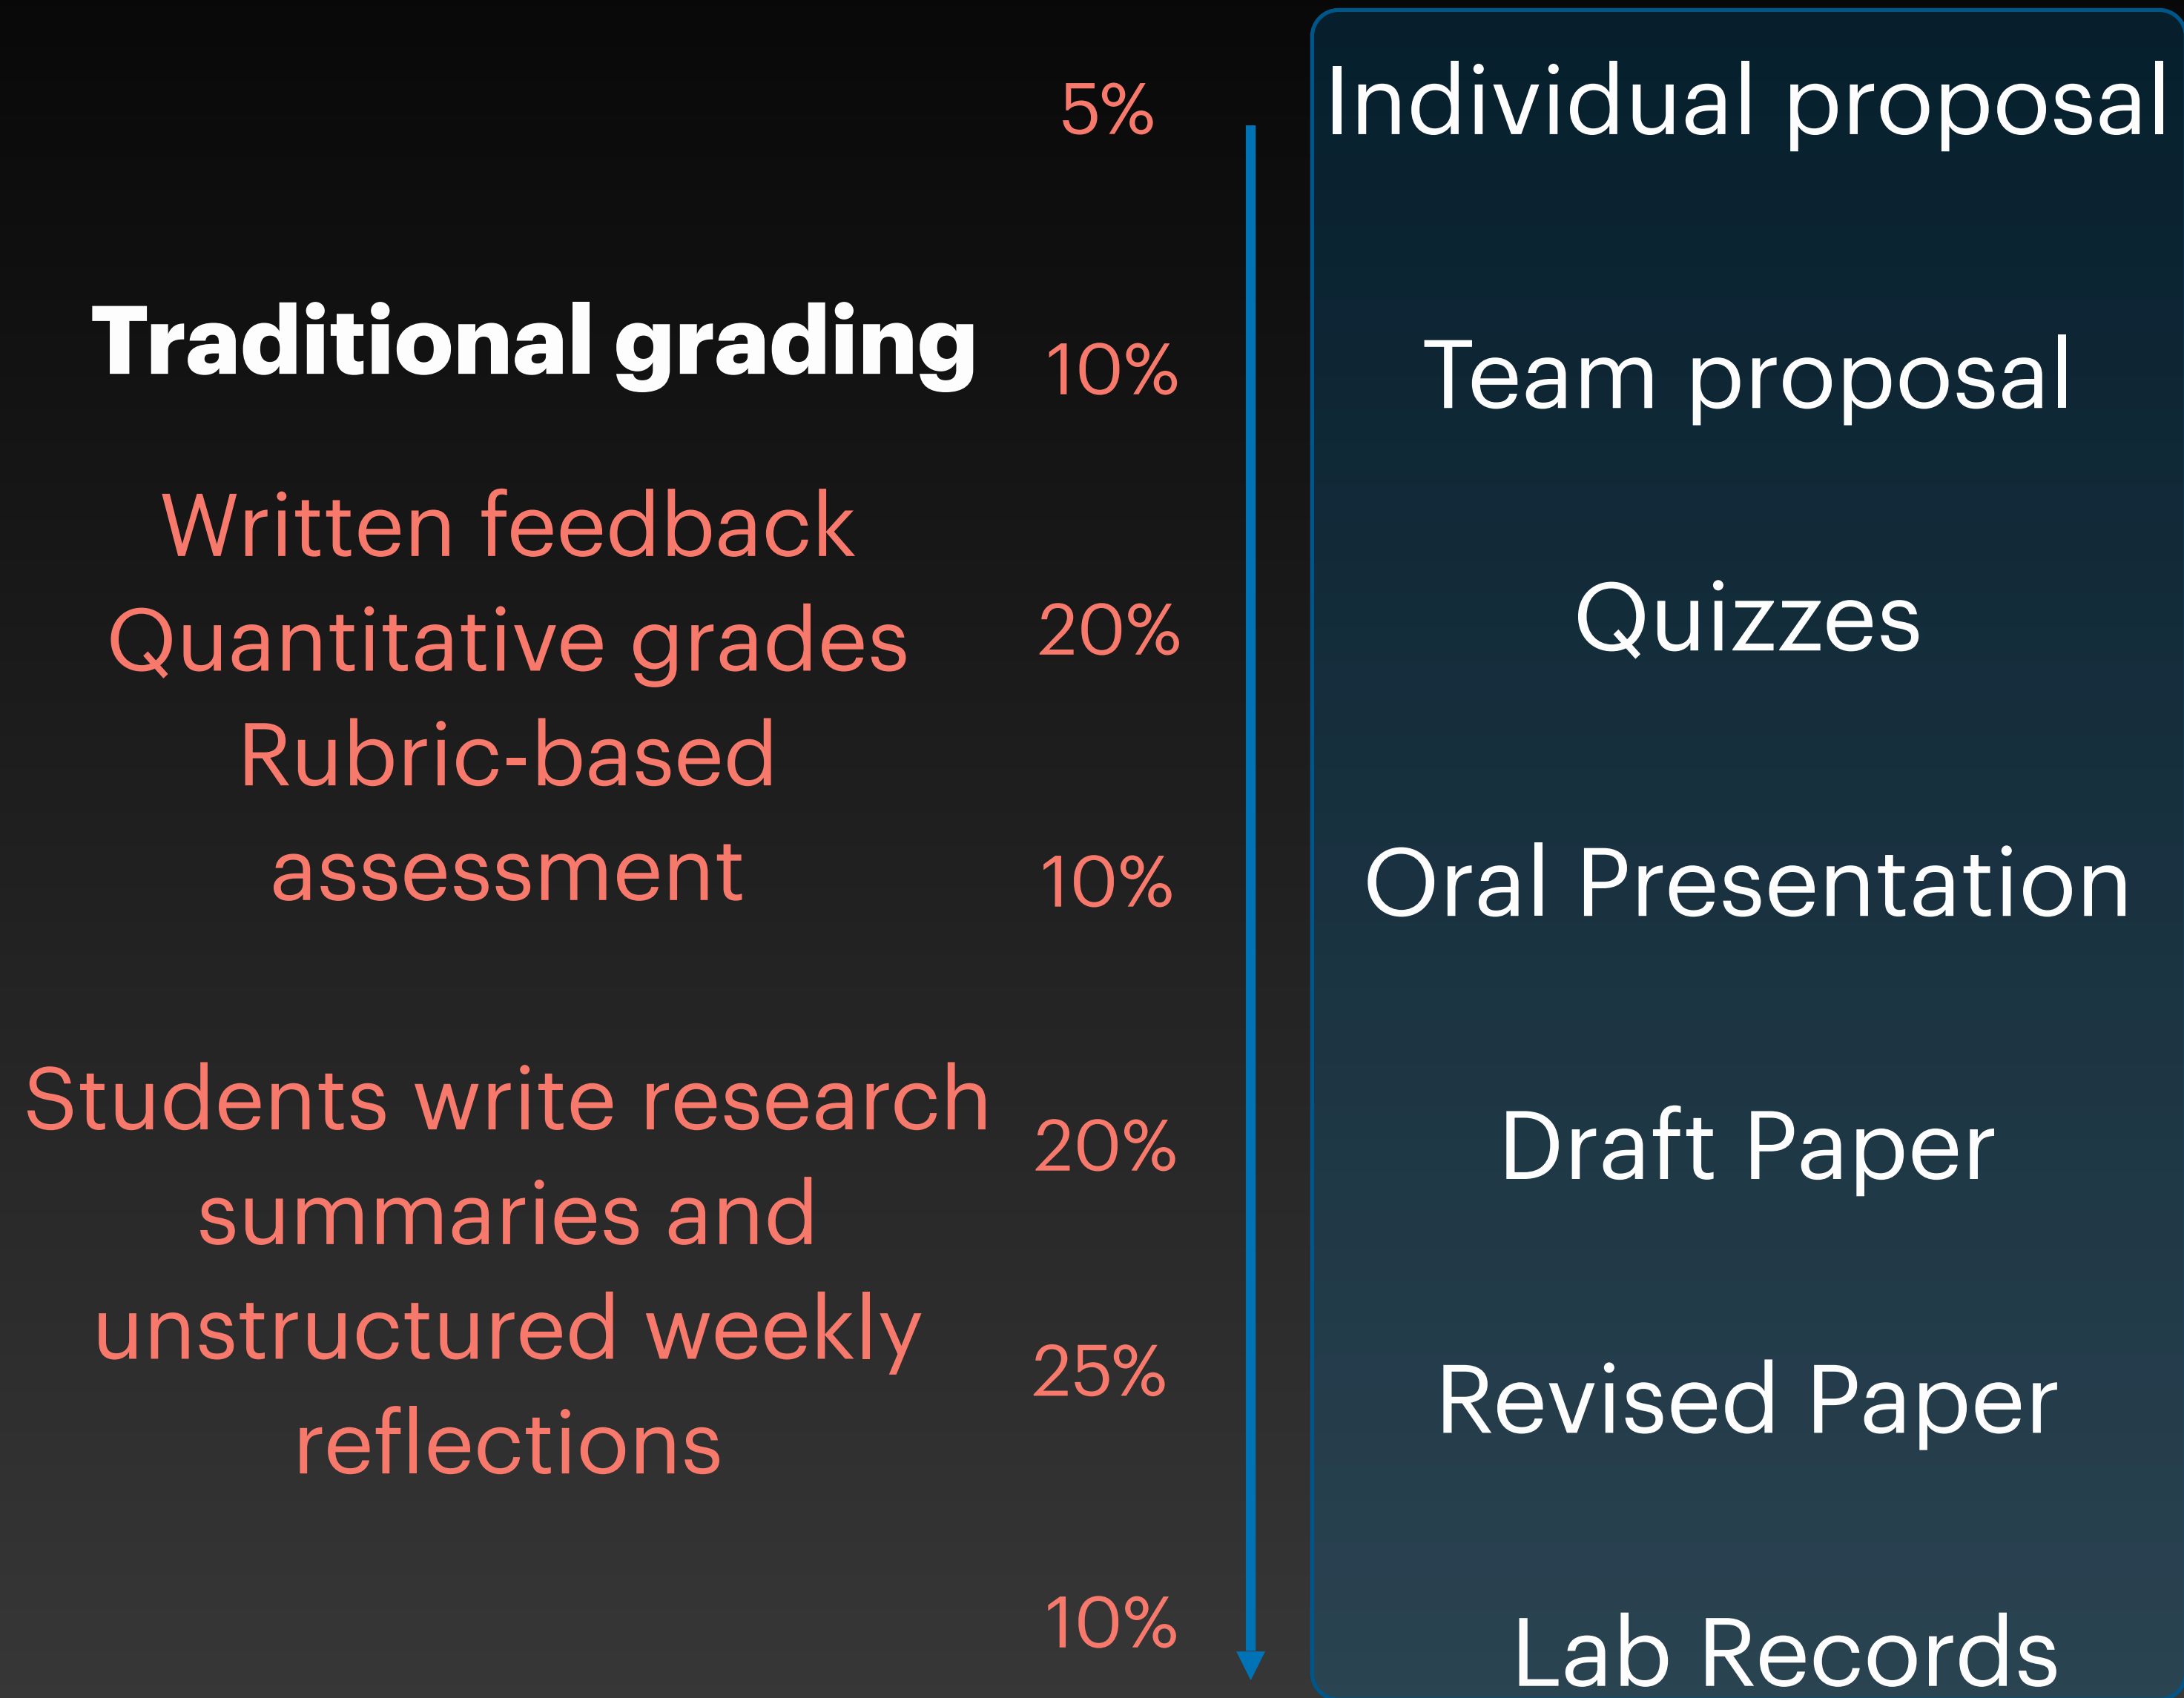 Traditional grading
Written feedback
Quantitative grades
Rubric-based
assessment
Students write research
summaries and
unstructured weekly
reflections
5%
Individual proposal
10%
Team proposal
20%
Quizzes
10%
Oral Presentation
20%
Draft Paper
25%
Revised Paper
10%
Lab Records